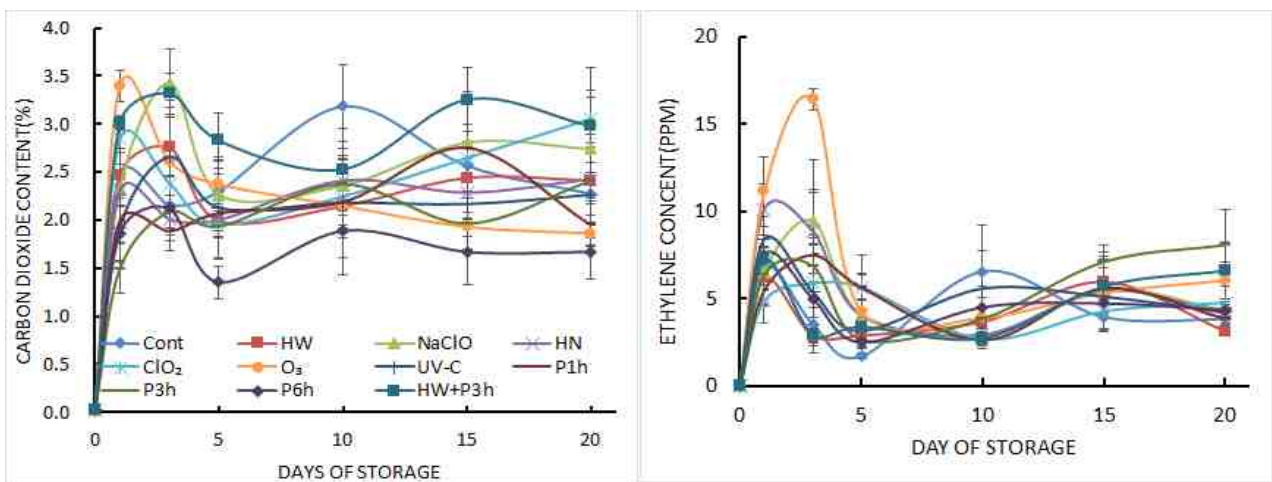 4.0
3.5
3.0
2.5
2.0
1.5
1.0
0.5
0.0
CARBON DIOXIDE CONTENT(%)
Cont HW NaClO HN
ClO₂ O₃ UV-C P1h
P3h P6h HW+P3h
0 5 10 15 20
DAYS OF STORAGE
20
15
10
5
0
ETHYLENE CONCENT(PPM)
0 5 10 15 20
DAY OF STORAGE